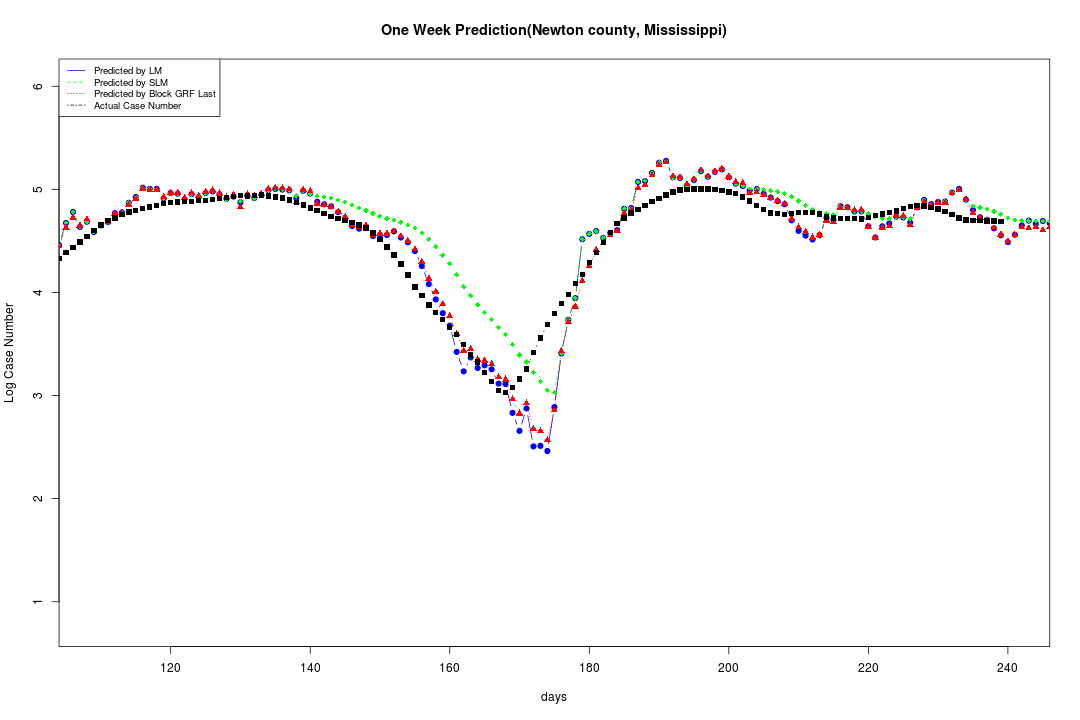 One Week Prediction(Newton county, Mississippi)
Predicted by LM
Predicted by SLM
Predicted by Block GRF Last
Actual Case Number
6
5
4
3
2
1
Log Case Number
120 140 160 180 200 220 240
days